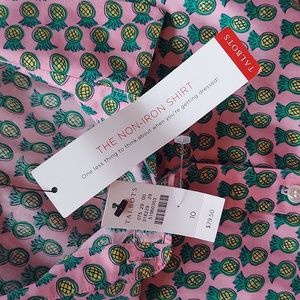 TALBOTS
THE NON-IRON SHIRT
One less thing to think about when you're getting dressed!
TALBOTS
10
$79.50